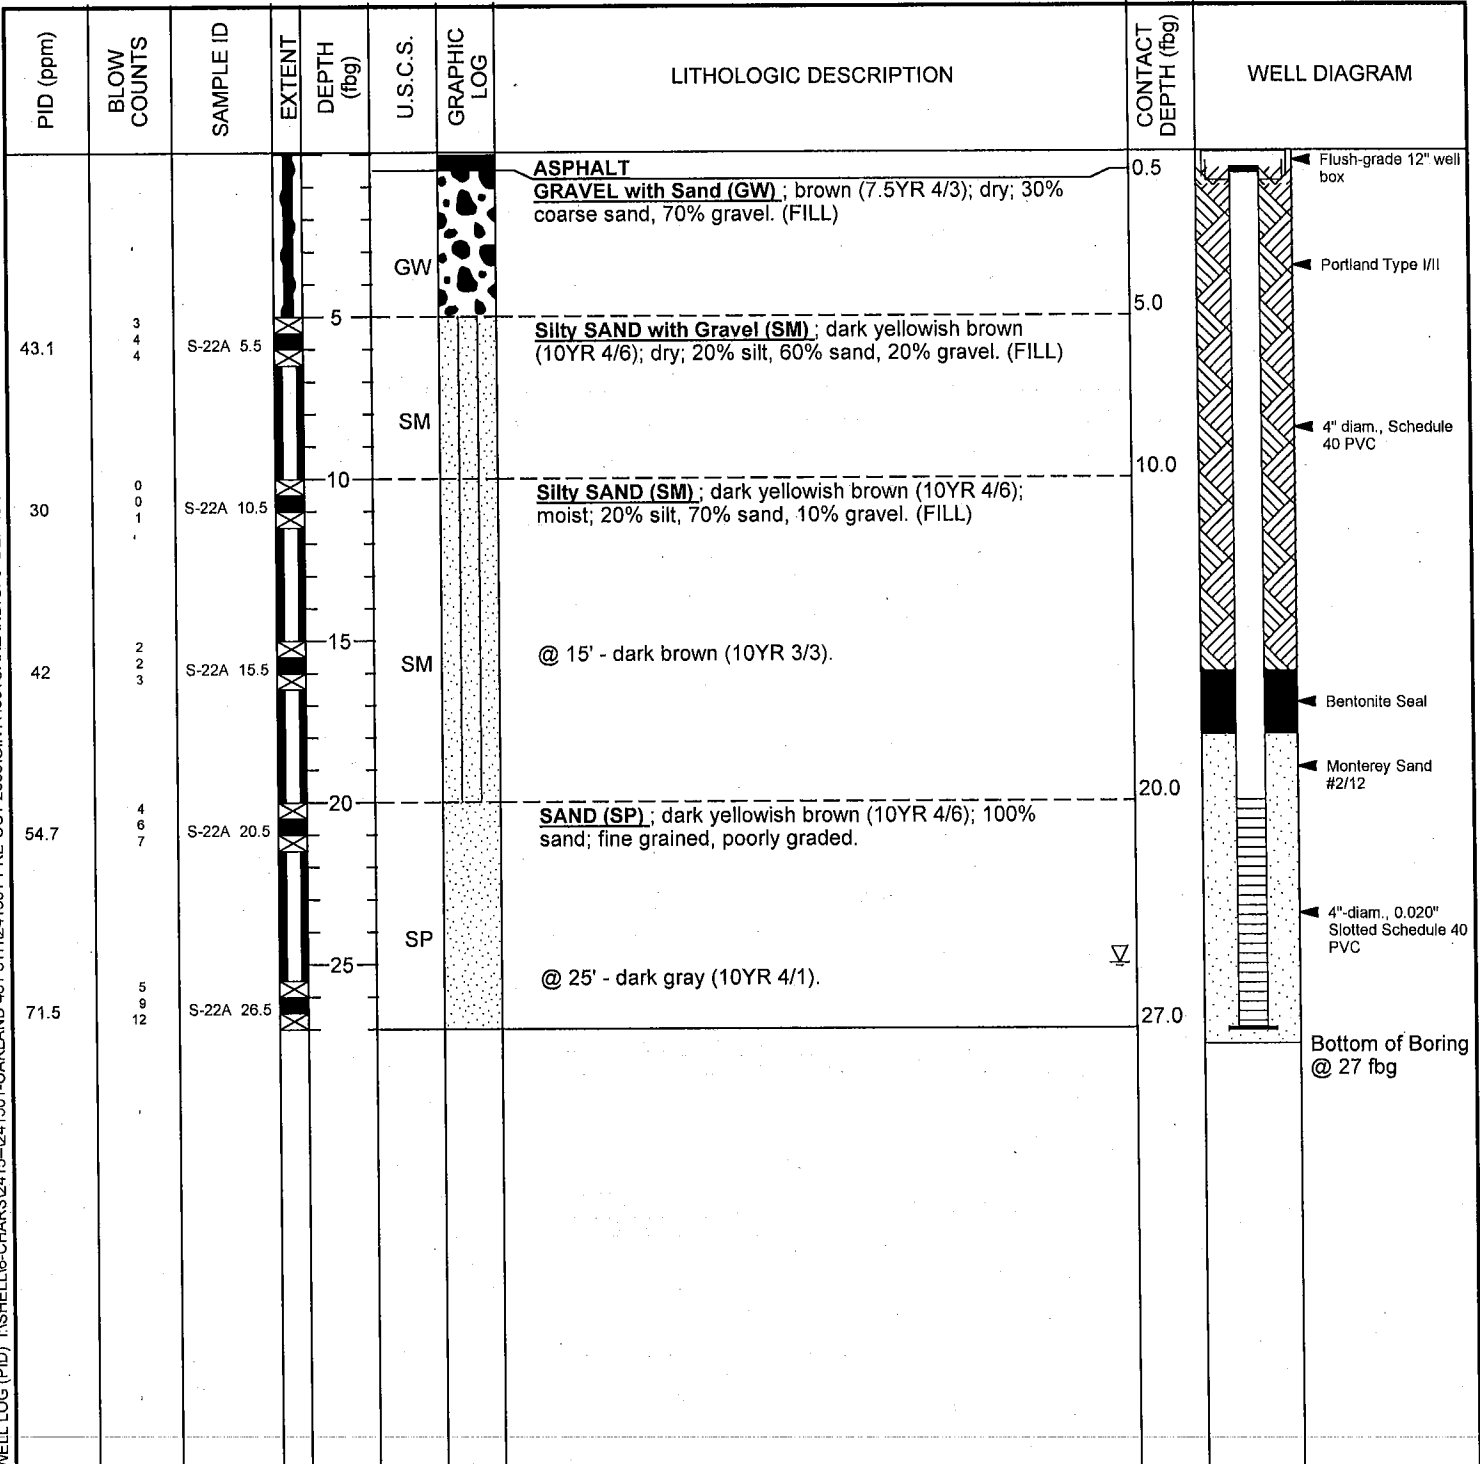 PID (ppm)
BLOW
COUNTS
SAMPLE ID
EXTENT
DEPTH
(fbg)
U.S.C.S.
GRAPHIC
LOG
LITHOLOGIC DESCRIPTION
CONTACT
DEPTH (fbg)
WELL DIAGRAM
ASPHALT
0.5
Flush-grade 12" well
box
GRAVEL with Sand (GW) ; brown (7.5YR 4/3); dry; 30%
coarse sand, 70% gravel. (FILL)
GW
Portland Type I/II
5
5.0
43.1
3
4
4
S-22A 5.5
Silty SAND with Gravel (SM) ; dark yellowish brown
(10YR 4/6); dry; 20% silt, 60% sand, 20% gravel. (FILL)
SM
4" diam., Schedule
40 PVC
10
10.0
30
0
0
1
S-22A 10.5
Silty SAND (SM) ; dark yellowish brown (10YR 4/6);
moist; 20% silt, 70% sand, 10% gravel. (FILL)
15
42
2
2
3
S-22A 15.5
SM
@ 15' - dark brown (10YR 3/3).
Bentonite Seal
Monterey Sand
#2/12
20
20.0
54.7
4
6
7
S-22A 20.5
SAND (SP) ; dark yellowish brown (10YR 4/6); 100%
sand; fine grained, poorly graded.
SP
4"-diam., 0.020"
Slotted Schedule 40
PVC
25
@ 25' - dark gray (10YR 4/1).
71.5
5
9
12
S-22A 26.5
27.0
Bottom of Boring
@ 27 fbg
WELL LOG (PID)